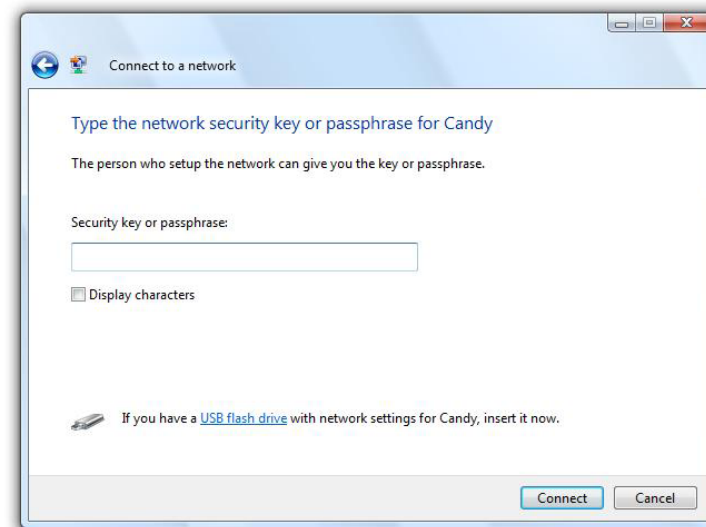 Connect to a network
Type the network security key or passphrase for Candy
The person who setup the network can give you the key or passphrase.
Security key or passphrase:
Display characters
If you have a USB flash drive with network settings for Candy, insert it now.
Connect
Cancel